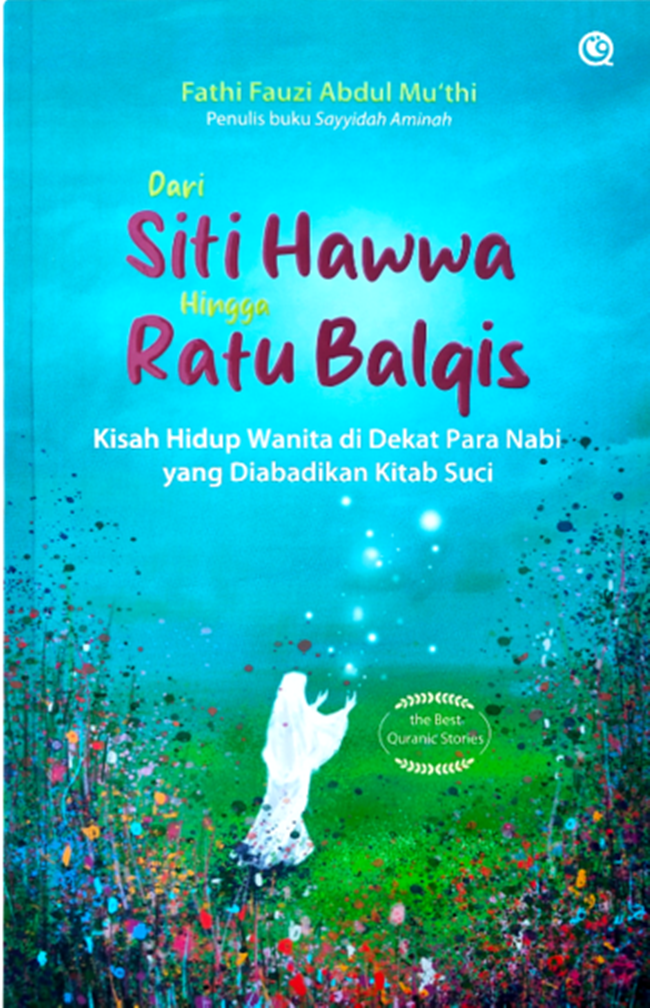 Fathi Fauzi Abdul Mu‘thi
Penulis buku Sayyidah Aminah
Dari
Siti Hawwa
Hingga
Ratu Balqis
Kisah Hidup Wanita di Dekat Para Nabi
yang Diabadikan Kitab Suci
the Best
Quranic Stories